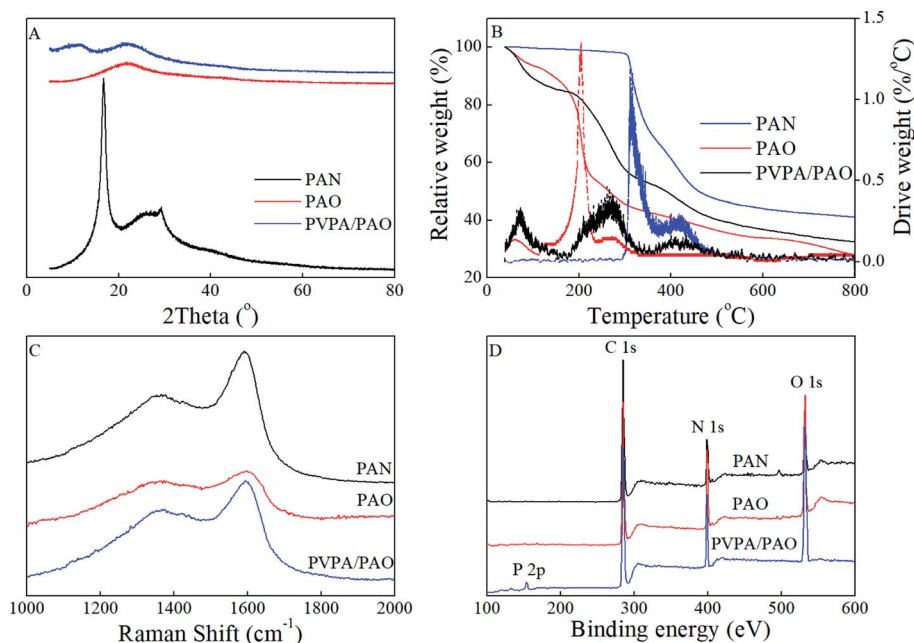 A
PAN
PAO
PVPA/PAO
0
20
40
60
80
2Theta (°)
B
100
80
60
40
20
Relative weight (%)
1.5
1.0
0.5
0.0
Drive weight (%/°C)
PAN
PAO
PVPA/PAO
0
200
400
600
800
Temperature (°C)
C
PAN
PAO
PVPA/PAO
1000
1200
1400
1600
1800
2000
Raman Shift (cm⁻¹)
D
C 1s
N 1s
O 1s
PAN
PAO
PVPA/PAO
P 2p
100
200
300
400
500
600
Binding energy (eV)